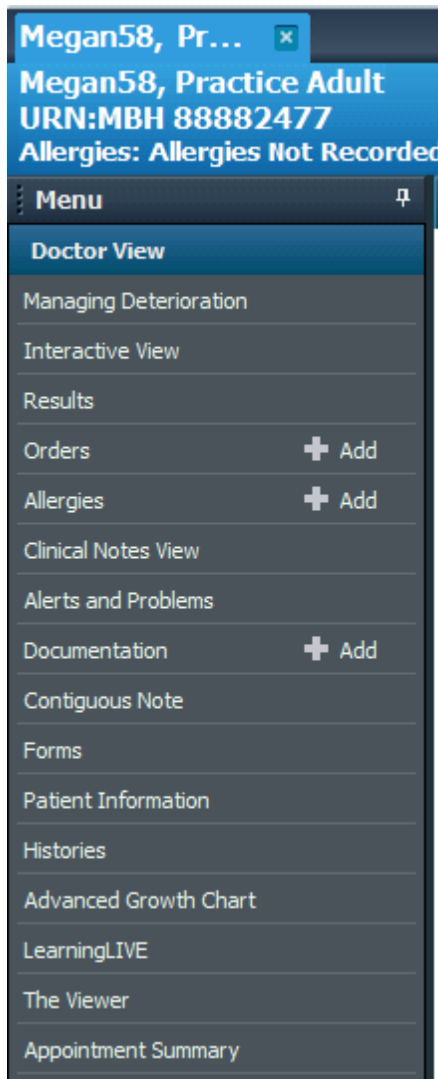 Megan58, Pr...
Megan58, Practice Adult
URN:MBH 88882477
Allergies: Allergies Not Recorded
Menu
Doctor View
Managing Deterioration
Interactive View
Results
Orders Add
Allergies Add
Clinical Notes View
Alerts and Problems
Documentation Add
Contiguous Note
Forms
Patient Information
Histories
Advanced Growth Chart
LearningLIVE
The Viewer
Appointment Summary